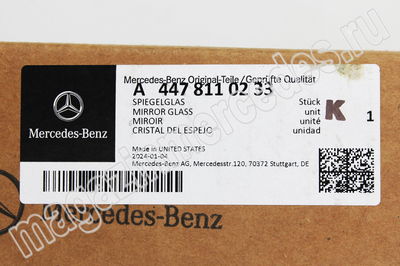 Mercedes-Benz Original-Teile/Geprüfte Qualität
A 447 811 02 33
SPIEGELGLAS
MIRROR GLASS
MIROIR
CRISTAL DEL ESPEJO
Stück
unit
unité
unidad
K
1
Mercedes-Benz
Made in UNITED STATES
2024-01-04
Mercedes-Benz AG, Mercedesstr.120, 70372 Stuttgart, DE
Mercedes-Benz